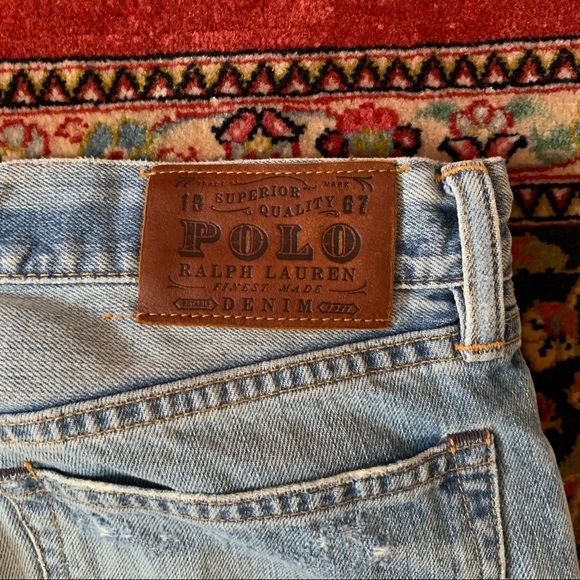 TRADE MARK
19 SUPERIOR QUALITY 67
POLO
RALPH LAUREN
FINEST MADE
DENIM